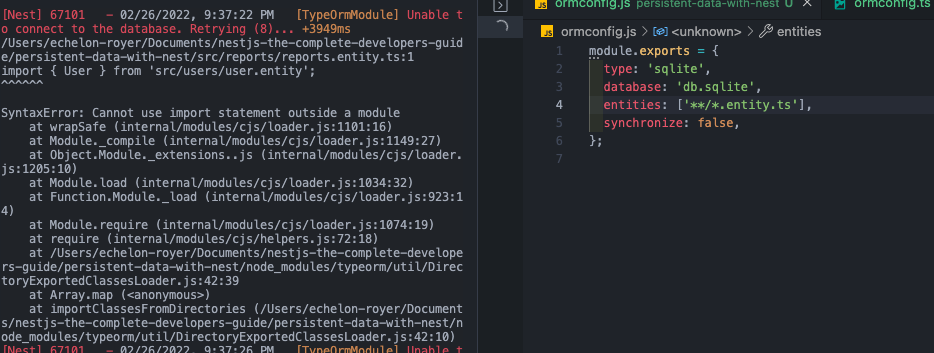 [Nest] 67101   - 02/26/2022, 9:37:22 PM   [TypeOrmModule] Unable t
o connect to the database. Retrying (8)... +3949ms
/Users/echelon-royer/Documents/nestjs-the-complete-developers-guid
e/persistent-data-with-nest/src/reports/reports.entity.ts:1
import { User } from 'src/users/user.entity';
^^^^^^
SyntaxError: Cannot use import statement outside a module
    at wrapSafe (internal/modules/cjs/loader.js:1101:16)
    at Module._compile (internal/modules/cjs/loader.js:1149:27)
    at Object.Module._extensions..js (internal/modules/cjs/loader.
js:1205:10)
    at Module.load (internal/modules/cjs/loader.js:1034:32)
    at Function.Module._load (internal/modules/cjs/loader.js:923:1
4)
    at Module.require (internal/modules/cjs/loader.js:1074:19)
    at require (internal/modules/cjs/helpers.js:72:18)
    at /Users/echelon-royer/Documents/nestjs-the-complete-develope
rs-guide/persistent-data-with-nest/node_modules/typeorm/util/Direc
toryExportedClassesLoader.js:42:39
    at Array.map (<anonymous>)
    at importClassesFromDirectories (/Users/echelon-royer/Document
s/nestjs-the-complete-developers-guide/persistent-data-with-nest/n
ode_modules/typeorm/util/DirectoryExportedClassesLoader.js:42:10)
[Nest] 67101   - 02/26/2022, 9:37:26 PM   [TypeOrmModule] Unable t
JS ormconfig.js persistent-data-with-nest U × ormconfig.ts
JS ormconfig.js > <unknown> > entities
1 module.exports = {
2   type: 'sqlite',
3   database: 'db.sqlite',
4   entities: ['**/*.entity.ts'],
5   synchronize: false,
6 };
7